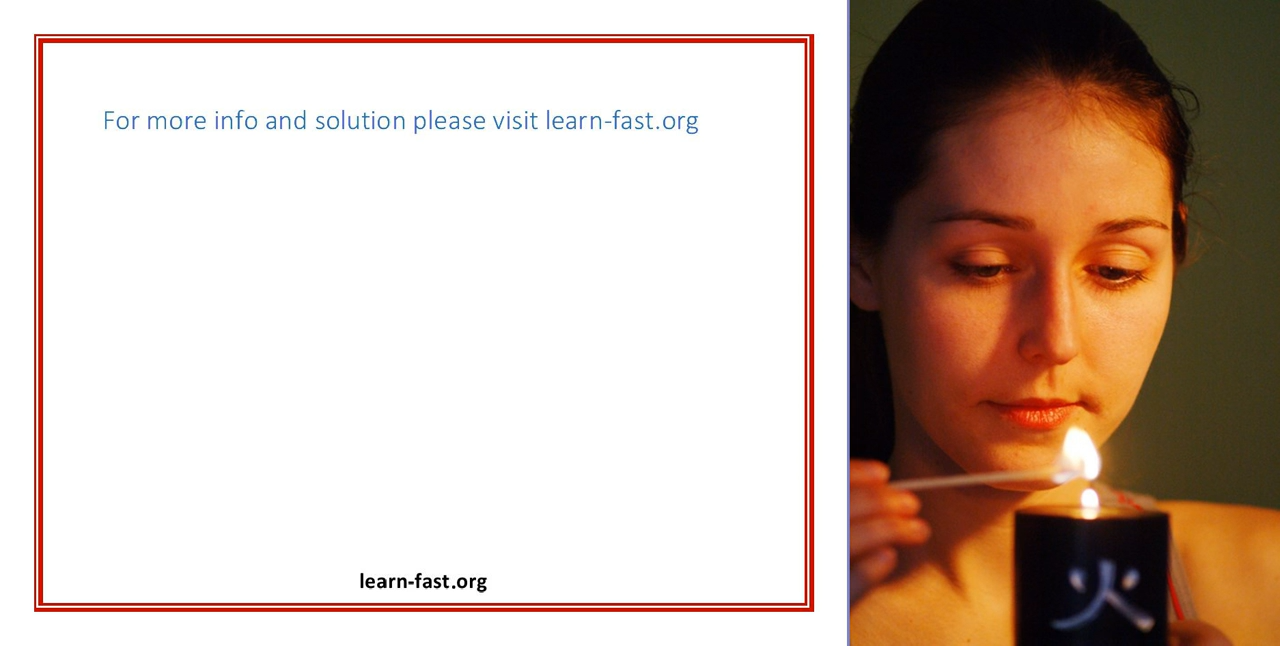 For more info and solution please visit learn-fast.org
learn-fast.org
火